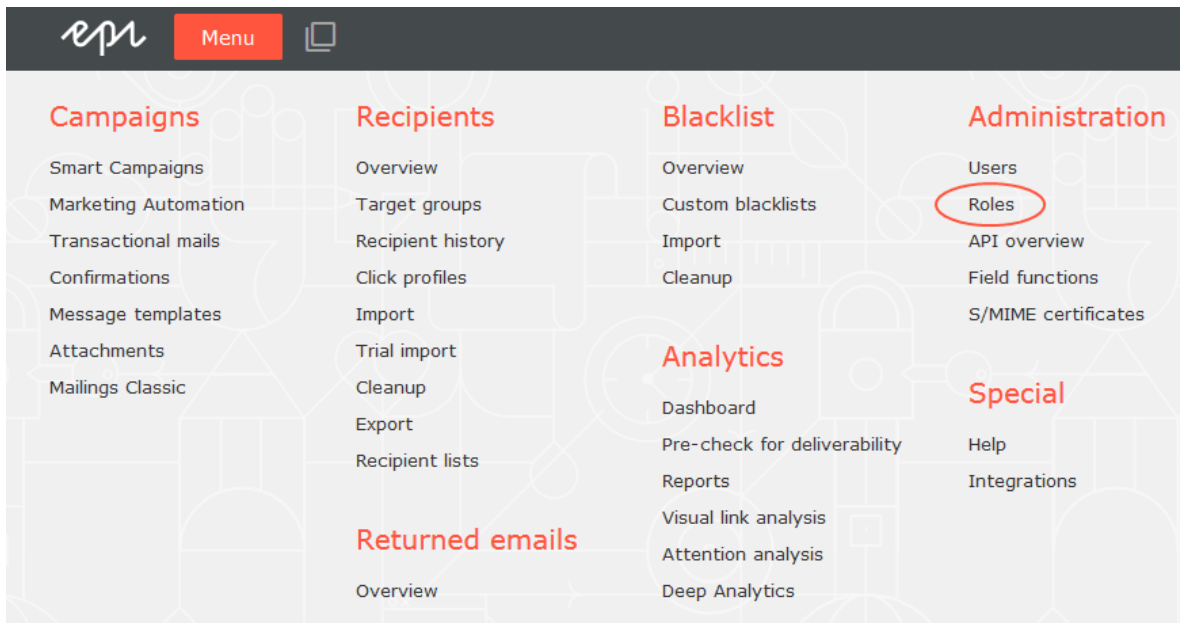 epi
Menu
Campaigns
Smart Campaigns
Marketing Automation
Transactional mails
Confirmations
Message templates
Attachments
Mailings Classic
Recipients
Overview
Target groups
Recipient history
Click profiles
Import
Trial import
Cleanup
Export
Recipient lists
Returned emails
Overview
Blacklist
Overview
Custom blacklists
Import
Cleanup
Analytics
Dashboard
Pre-check for deliverability
Reports
Visual link analysis
Attention analysis
Deep Analytics
Administration
Users
Roles
API overview
Field functions
S/MIME certificates
Special
Help
Integrations